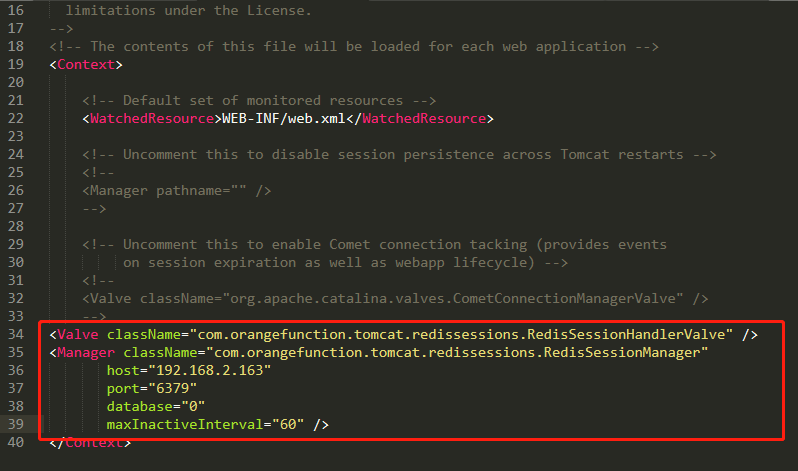 16 limitations under the License.
17 -->
18 <!-- The contents of this file will be loaded for each web application -->
19 <Context>
20
21 <!-- Default set of monitored resources -->
22 <WatchedResource>WEB-INF/web.xml</WatchedResource>
23
24 <!-- Uncomment this to disable session persistence across Tomcat restarts -->
25 <!--
26 <Manager pathname="" />
27 -->
28
29 <!-- Uncomment this to enable Comet connection tacking (provides events
30 on session expiration as well as webapp lifecycle) -->
31 <!--
32 <Valve className="org.apache.catalina.valves.CometConnectionManagerValve" />
33 -->
34 <Valve className="com.orangefunction.tomcat.redissessions.RedisSessionHandlerValve" />
35 <Manager className="com.orangefunction.tomcat.redissessions.RedisSessionManager"
36 host="192.168.2.163"
37 port="6379"
38 database="0"
39 maxInactiveInterval="60" />
40 </Context>